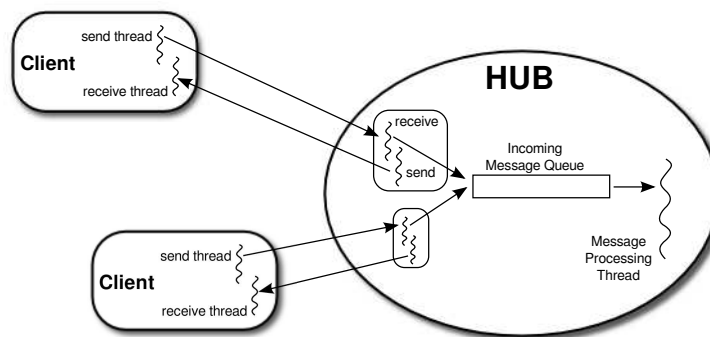 send thread
Client
receive thread
HUB
receive
send
Incoming
Message Queue
Message
Processing
Thread
send thread
Client
receive thread